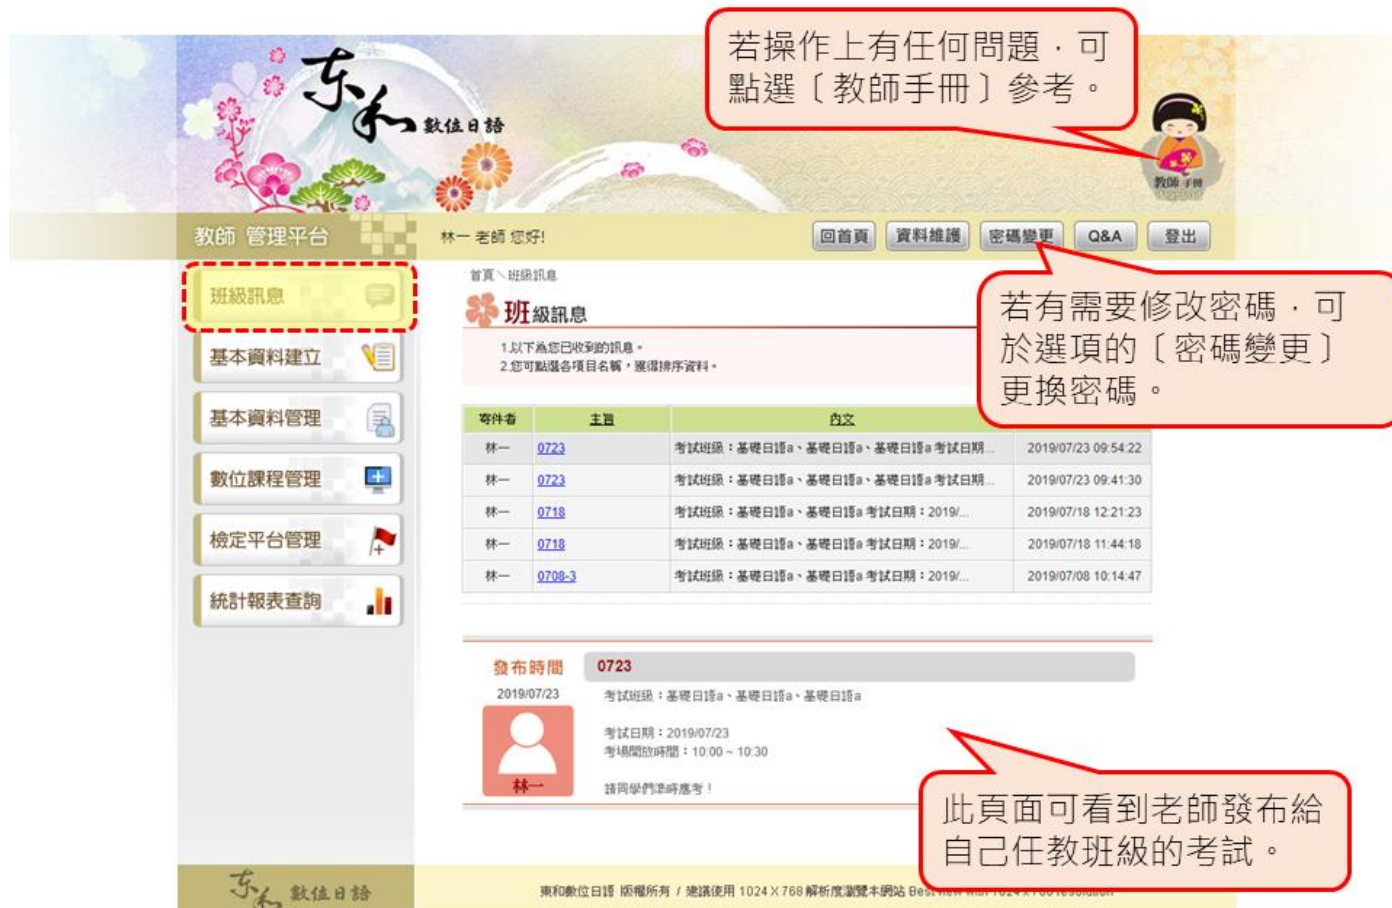 若操作上有任何問題，可
點選〔教師手冊〕參考。
东和 數位日語
教師 手冊
教師 管理平台
林一 老師 您好!
回首頁 資料維護 密碼變更 Q&A 登出
班級訊息
基本資料建立
基本資料管理
數位課程管理
檢定平台管理
統計報表查詢
首頁﹨班級訊息
班級訊息
1.以下為您已收到的訊息。
2.您可點選各項目名稱，獲得排序資料。
若有需要修改密碼，可
於選項的〔密碼變更〕
更換密碼。
寄件者 主旨 內文
林一 0723 考試班級：基礎日語a、基礎日語a、基礎日語a 考試日期... 2019/07/23 09:54:22
林一 0723 考試班級：基礎日語a、基礎日語a、基礎日語a 考試日期... 2019/07/23 09:41:30
林一 0718 考試班級：基礎日語a、基礎日語a 考試日期：2019/... 2019/07/18 12:21:23
林一 0718 考試班級：基礎日語a、基礎日語a 考試日期：2019/... 2019/07/18 11:44:18
林一 0708-3 考試班級：基礎日語a、基礎日語a 考試日期：2019/... 2019/07/08 10:14:47
發布時間 0723
2019/07/23
林一
考試班級：基礎日語a、基礎日語a、基礎日語a
考試日期：2019/07/23
考場開放時間：10:00 ~ 10:30
請同學們準時應考！
此頁面可看到老師發布給
自己任教班級的考試。
东和 數位日語
東和數位日語 版權所有 / 建議使用 1024 X 768 解析度瀏覽本網站